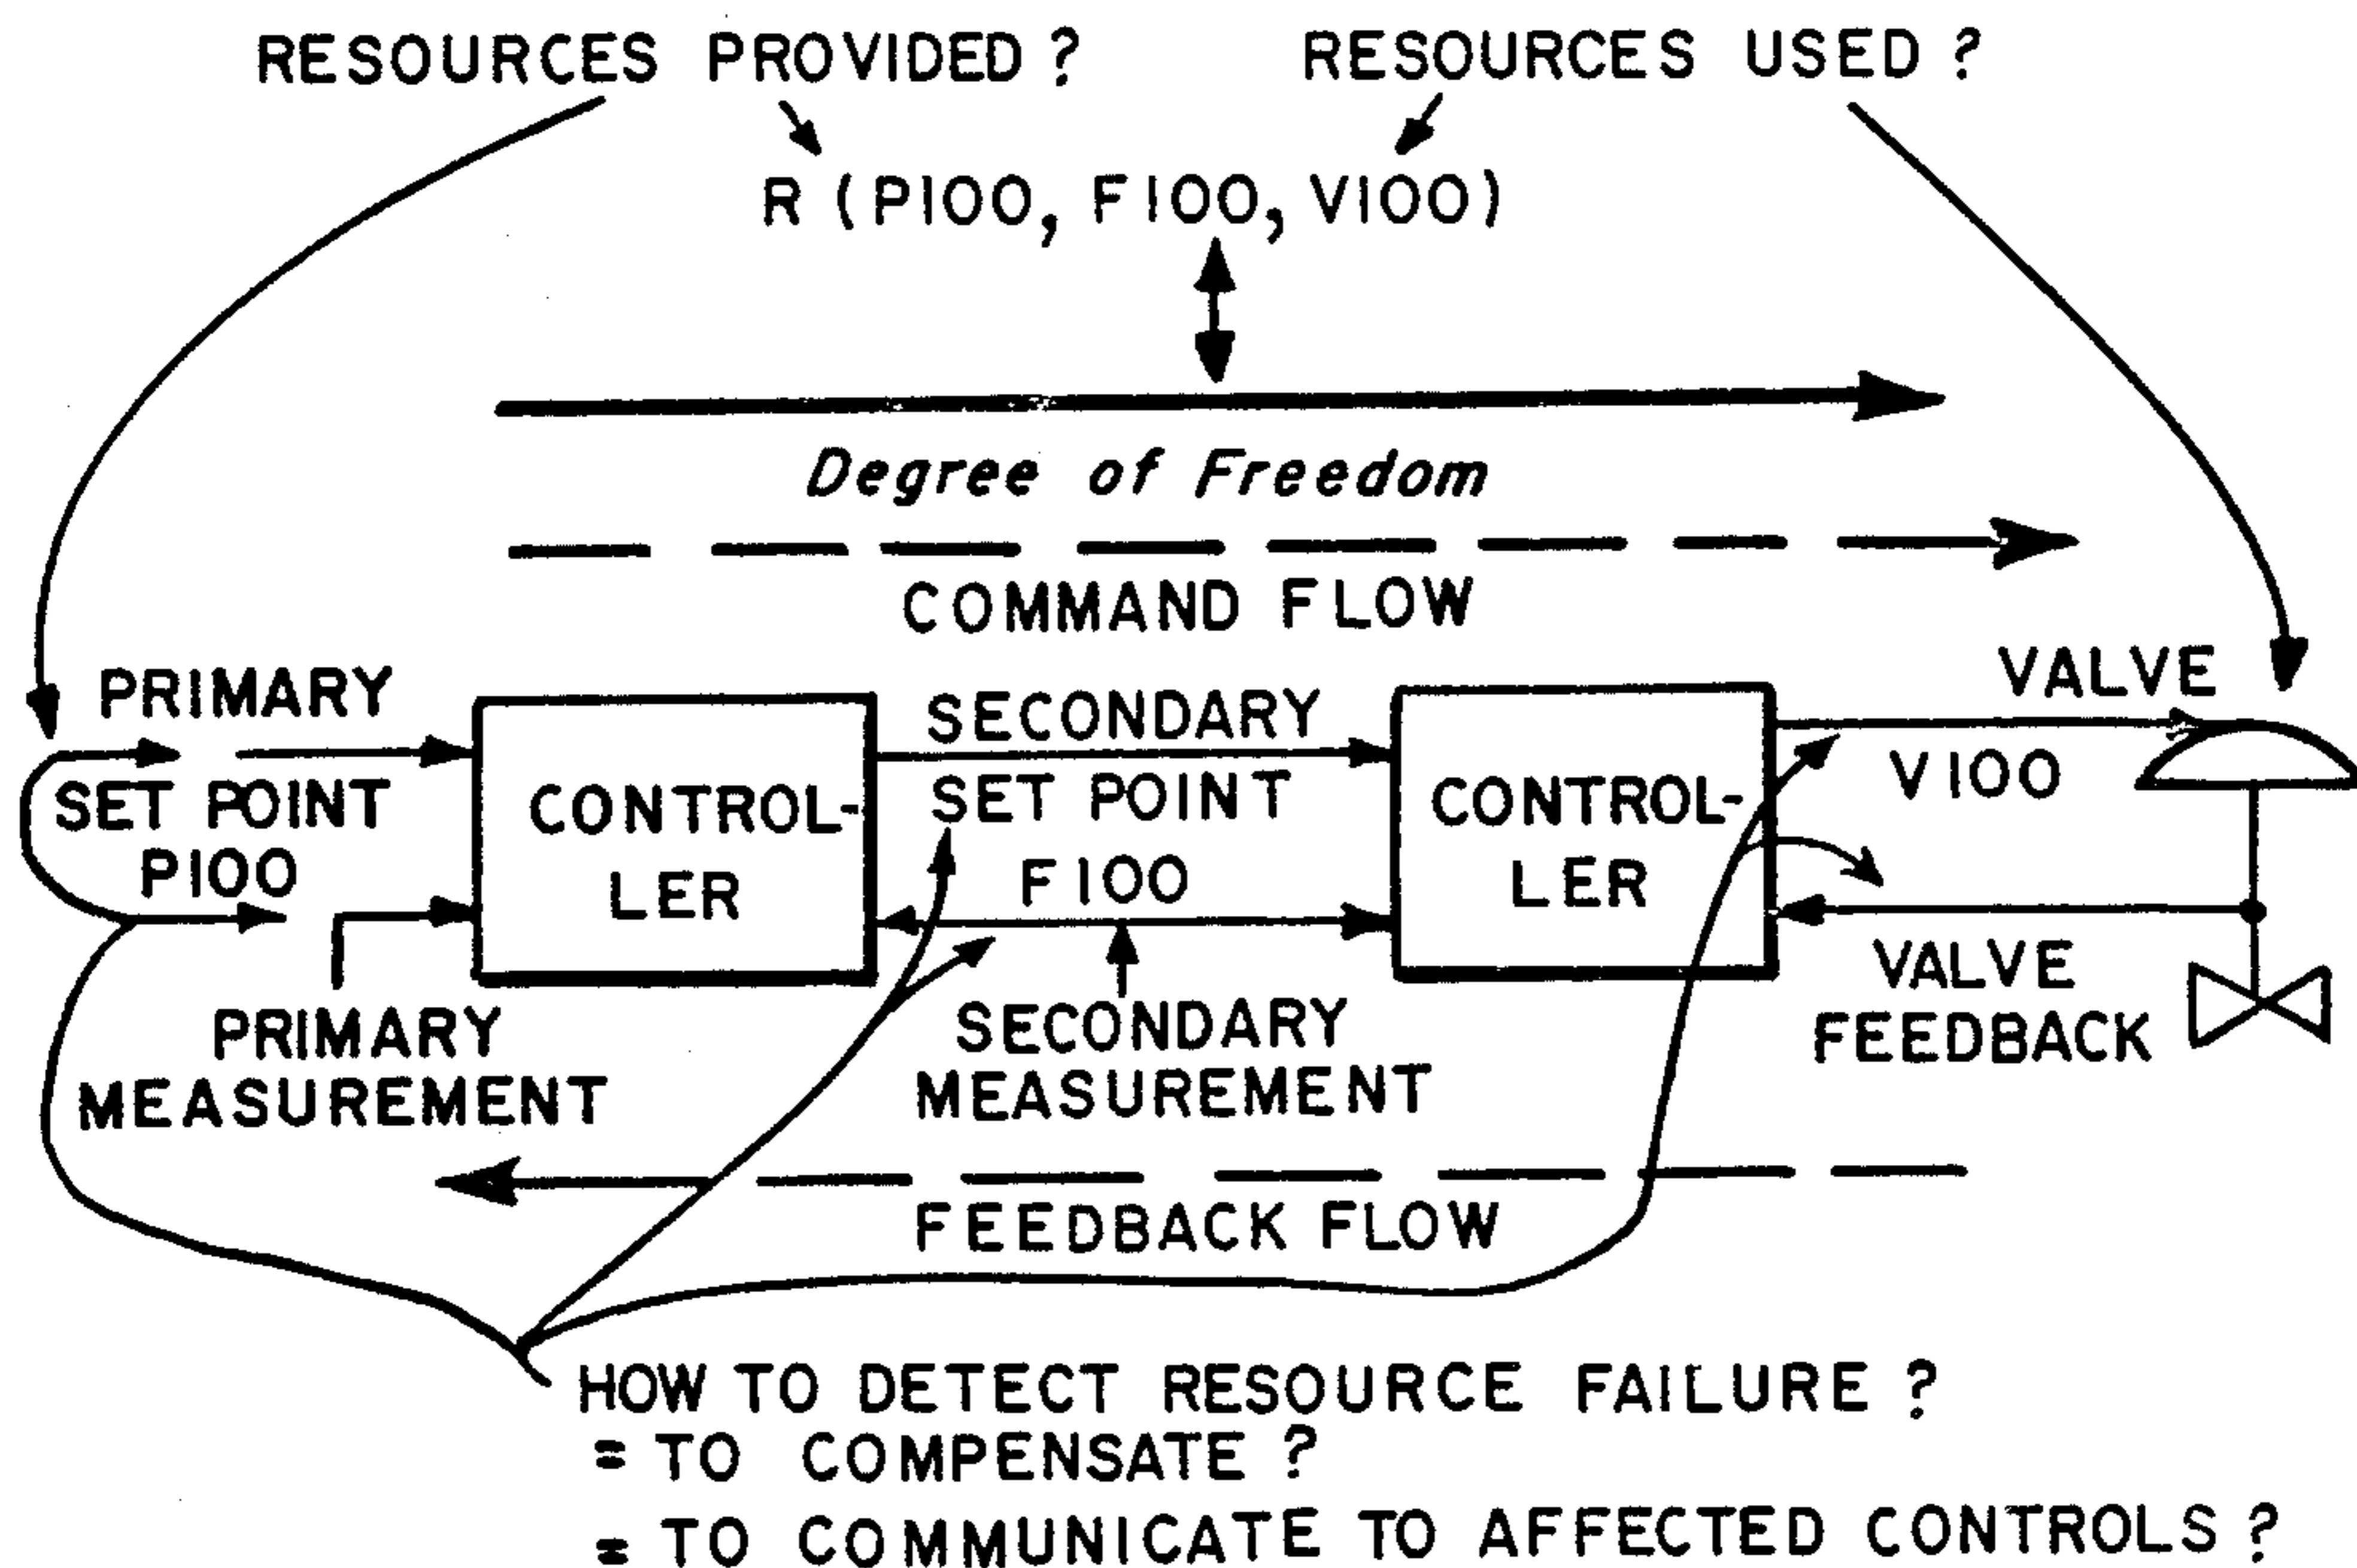 RESOURCES PROVIDED ?
RESOURCES USED ?
R (P100, F100, V100)
Degree of Freedom
COMMAND FLOW
PRIMARY
SET POINT
P100
CONTROL-
LER
SECONDARY
SET POINT
F100
CONTROL-
LER
VALVE
V100
PRIMARY
MEASUREMENT
SECONDARY
MEASUREMENT
VALVE
FEEDBACK
FEEDBACK FLOW
HOW TO DETECT RESOURCE FAILURE ?
= TO COMPENSATE ?
= TO COMMUNICATE TO AFFECTED CONTROLS ?